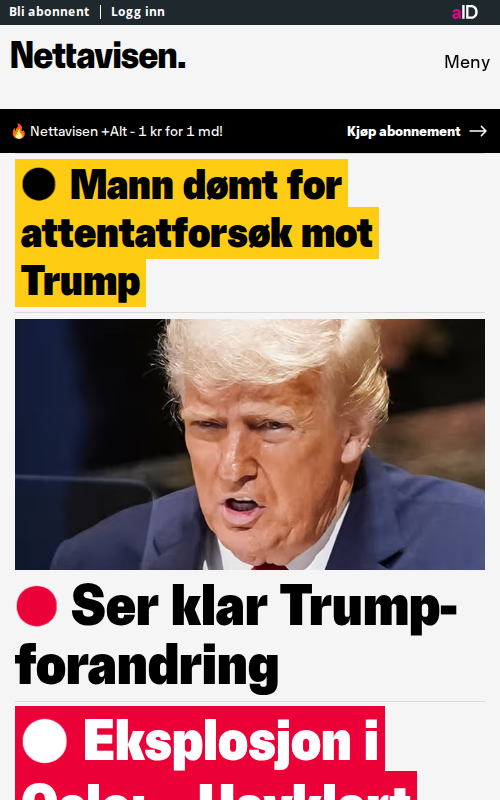 Bli abonnent
Logg inn
aID
Nettavisen.
Meny
🔥 Nettavisen +Alt - 1 kr for 1 md!
Kjøp abonnement →
Mann dømt for
attentatforsøk mot
Trump
Ser klar Trump-
forandring
Eksplosjon i